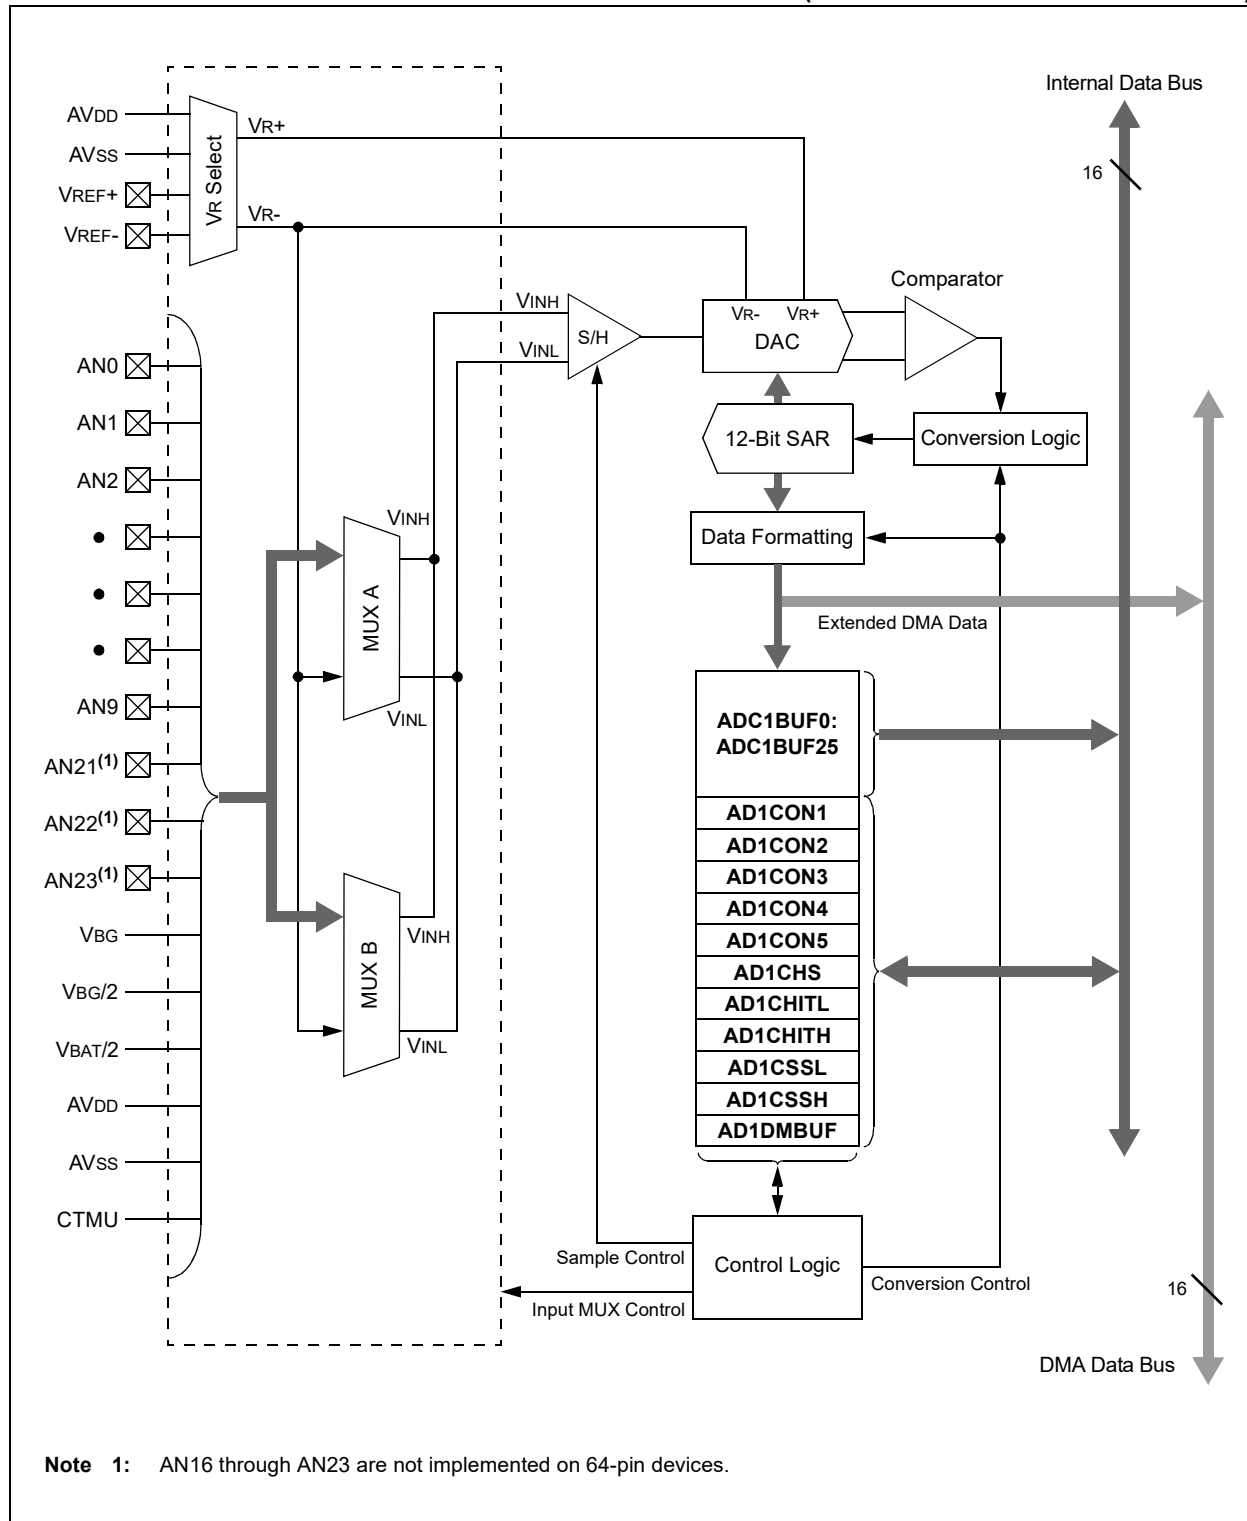 Internal Data Bus
16
AVDD
AVSS
VREF+
VREF-
VR Select
VR+
VR-
Comparator
VINH
VINL
S/H
VR- VR+
DAC
12-Bit SAR
Conversion Logic
Data Formatting
Extended DMA Data
AN0
AN1
AN2
AN9
AN21(1)
AN22(1)
AN23(1)
VBG
VBG/2
VBAT/2
AVDD
AVSS
CTMU
VINH
MUX A
VINL
MUX B
VINH
VINL
ADC1BUF0:
ADC1BUF25
AD1CON1
AD1CON2
AD1CON3
AD1CON4
AD1CON5
AD1CHS
AD1CHITL
AD1CHITH
AD1CSSL
AD1CSSH
AD1DMBUF
Sample Control
Control Logic
Input MUX Control
Conversion Control
16
DMA Data Bus
Note 1: AN16 through AN23 are not implemented on 64-pin devices.